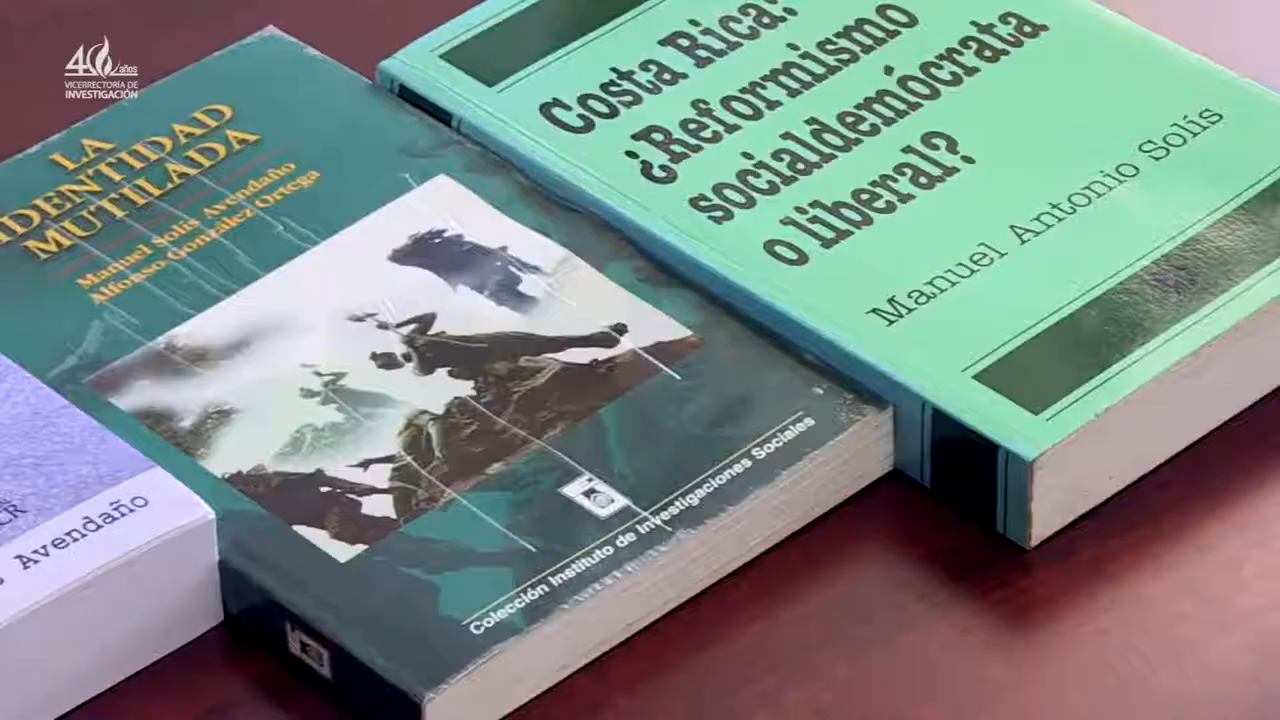 40 años
VICERRECTORÍA DE
INVESTIGACIÓN
LA
IDENTIDAD
MUTILADA
Manuel Solís Avendaño
Alfonso González Ortega
Colección Instituto de Investigaciones Sociales
Costa Rica:
¿Reformismo
socialdemócrata
o liberal?
Manuel Antonio Solís
CR
s Avendaño